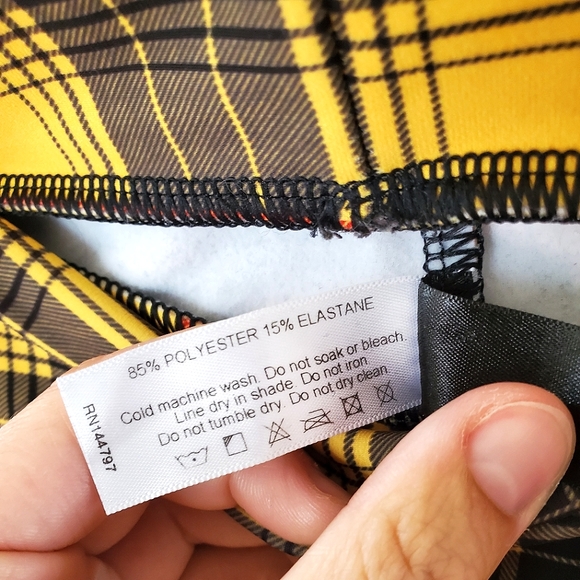 85% POLYESTER 15% ELASTANE
Cold machine wash. Do not soak or bleach.
Line dry in shade. Do not iron
Do not tumble dry. Do not dry clean
RN144797